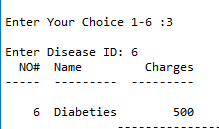 Enter Your Choice 1-6 :3
Enter Disease ID: 6
NO# Name Charges
----- --------- ---------
6 Diabeties 500
---------------